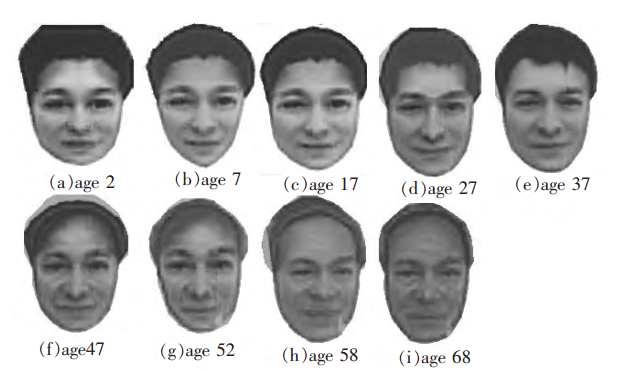 (a)age 2
(b)age 7
(c)age 17
(d)age 27
(e)age 37
(f)age47
(g)age 52
(h)age 58
(i)age 68